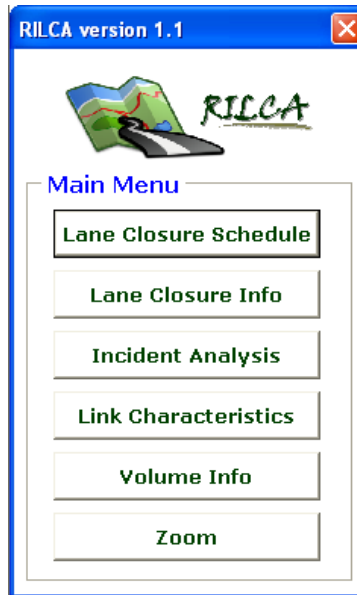 RILCA version 1.1
RILCA
Main Menu
Lane Closure Schedule
Lane Closure Info
Incident Analysis
Link Characteristics
Volume Info
Zoom